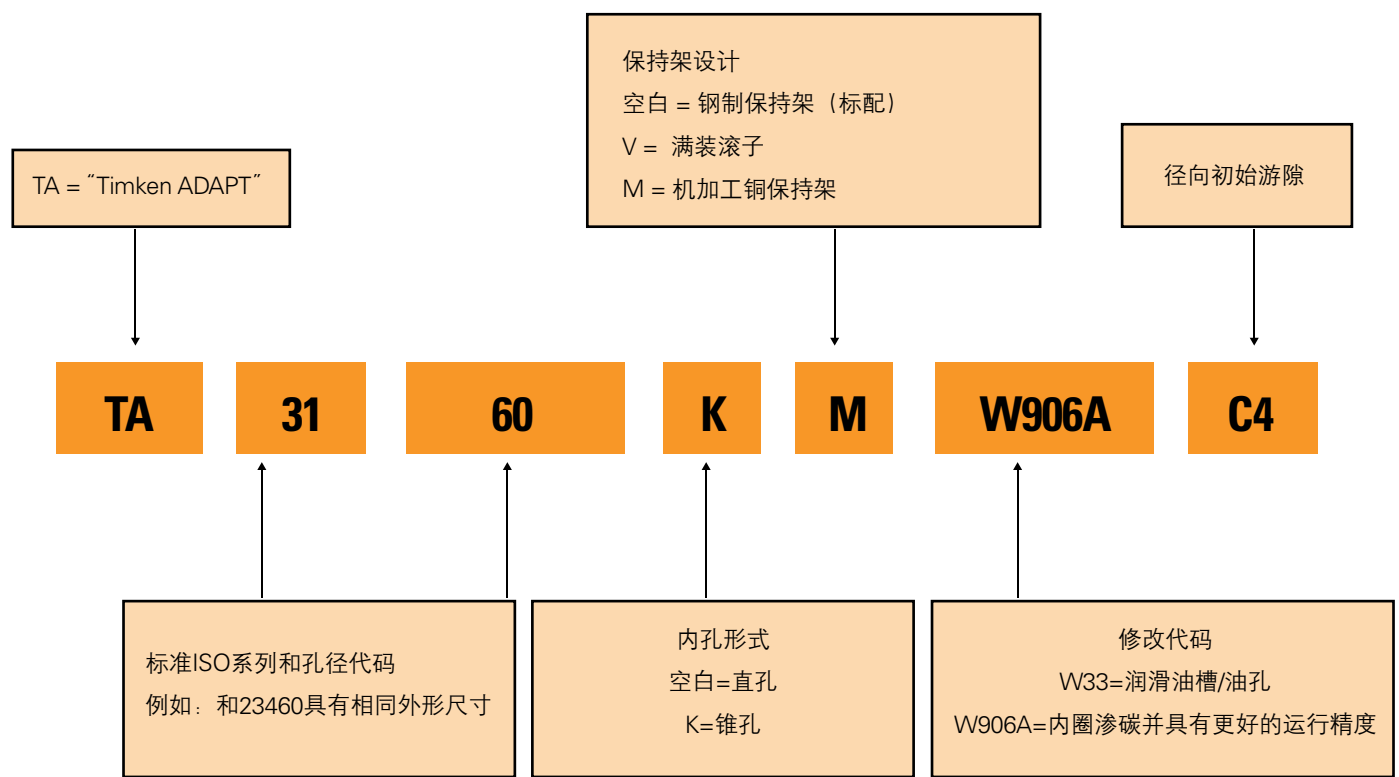 保持架设计
空白 = 钢制保持架（标配）
V = 满装滚子
M = 机加工铜保持架
TA = “Timken ADAPT”
径向初始游隙
TA 31 60 K M W906A C4
标准ISO系列和孔径代码
例如：和23460具有相同外形尺寸
内孔形式
空白=直孔
K=锥孔
修改代码
W33=润滑油槽/油孔
W906A=内圈渗碳并具有更好的运行精度